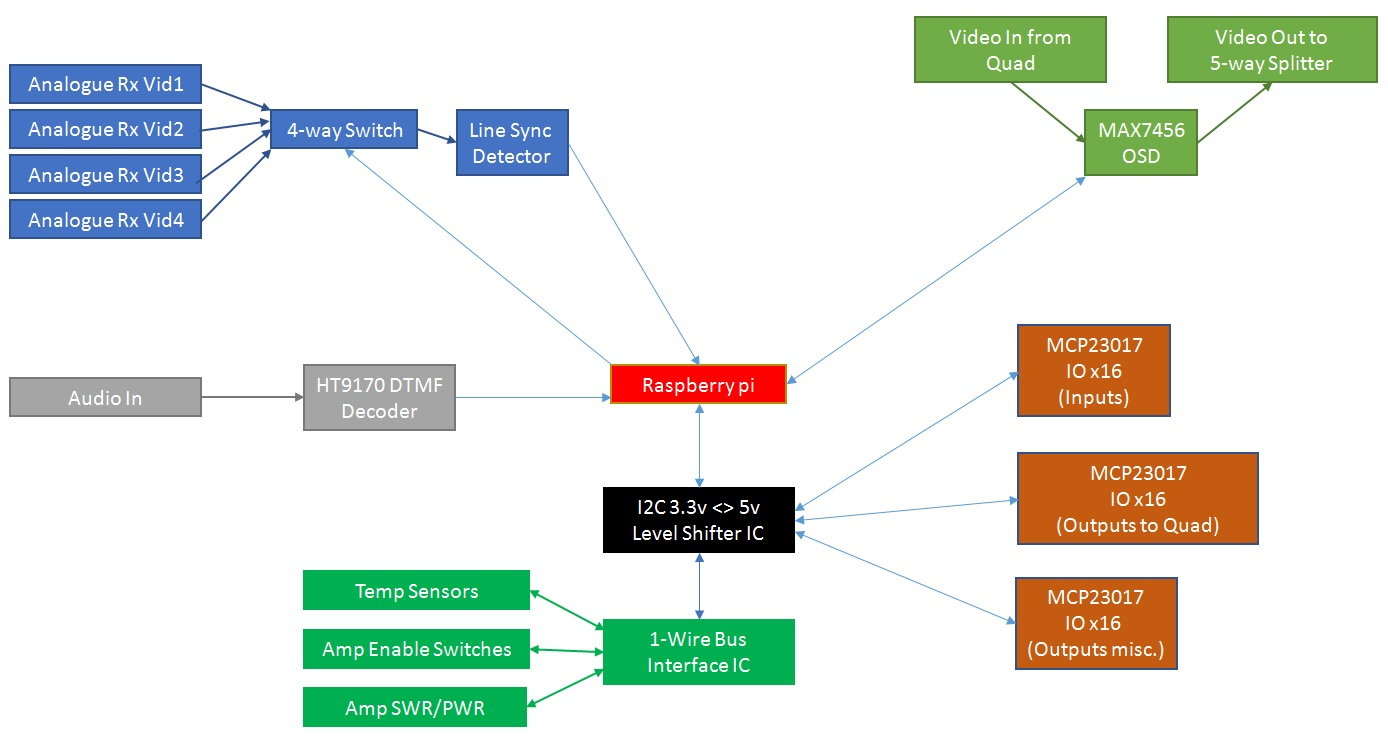 Video In from
Quad
Video Out to
5-way Splitter
Analogue Rx Vid1
Analogue Rx Vid2
Analogue Rx Vid3
Analogue Rx Vid4
4-way Switch
Line Sync
Detector
MAX7456
OSD
Audio In
HT9170 DTMF
Decoder
Raspberry pi
MCP23017
IO x16
(Inputs)
I2C 3.3v <> 5v
Level Shifter IC
MCP23017
IO x16
(Outputs to Quad)
Temp Sensors
Amp Enable Switches
Amp SWR/PWR
1-Wire Bus
Interface IC
MCP23017
IO x16
(Outputs misc.)